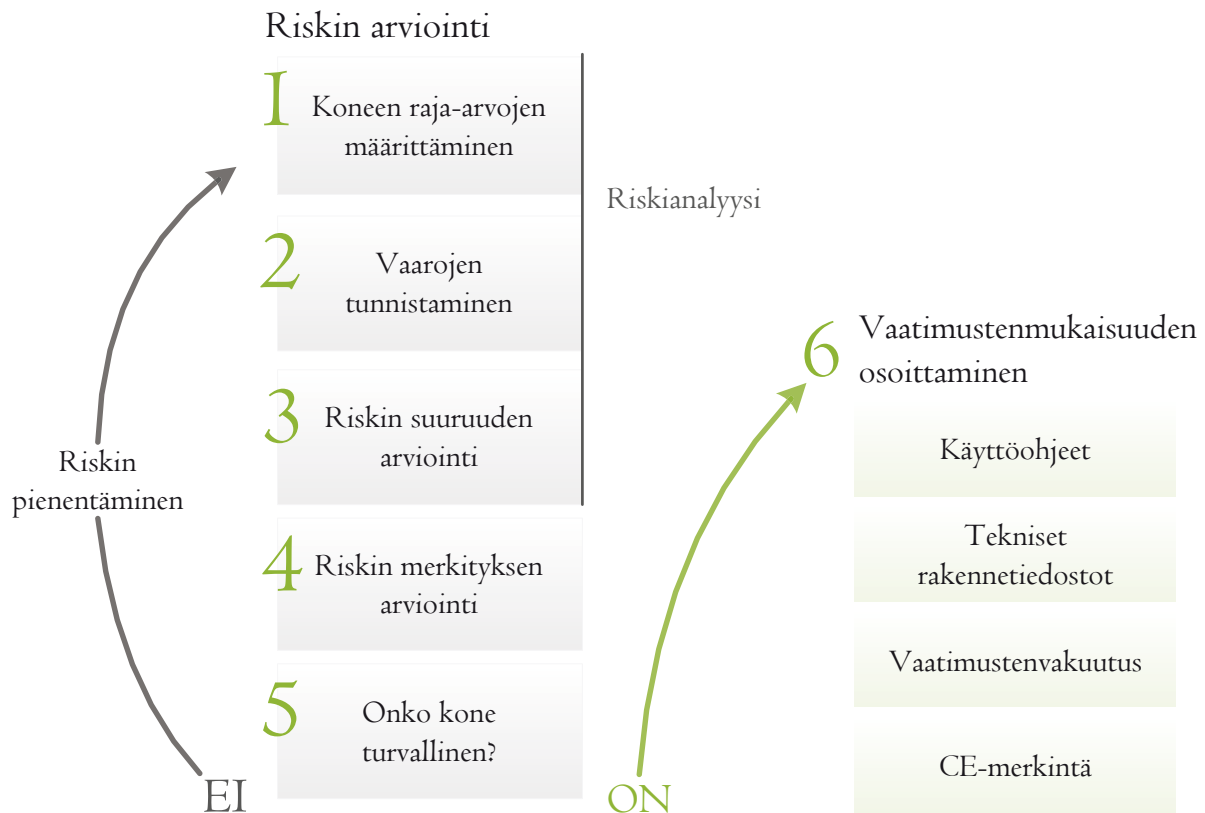 Riskin arviointi
1
Koneen raja-arvojen
määrittäminen
Riskianalyysi
2
Vaarojen
tunnistaminen
3
Riskin suuruuden
arviointi
Riskin
pienentäminen
4
Riskin merkityksen
arviointi
5
Onko kone
turvallinen?
EI
ON
6
Vaatimustenmukaisuuden
osoittaminen
Käyttöohjeet
Tekniset
rakennetiedostot
Vaatimustenvakuutus
CE-merkintä